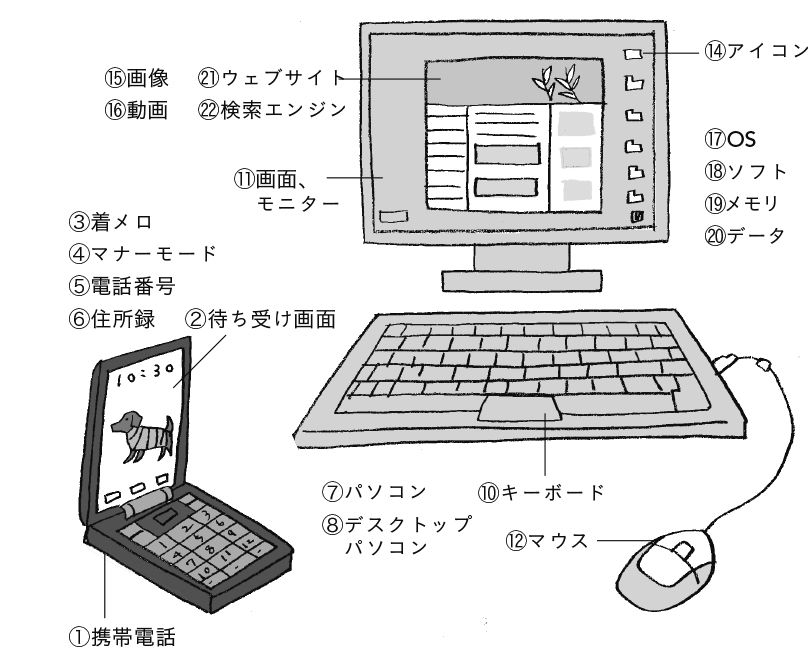 ⑭アイコン
⑮画像 ㉑ウェブサイト
⑯動画 ㉒検索エンジン
⑰OS
⑱ソフト
⑲メモリ
⑳データ
⑪画面、
モニター
③着メロ
④マナーモード
⑤電話番号
⑥住所録 ②待ち受け画面
10:30
⑦パソコン ⑩キーボード
⑧デスクトップ
パソコン
⑫マウス
①携帯電話